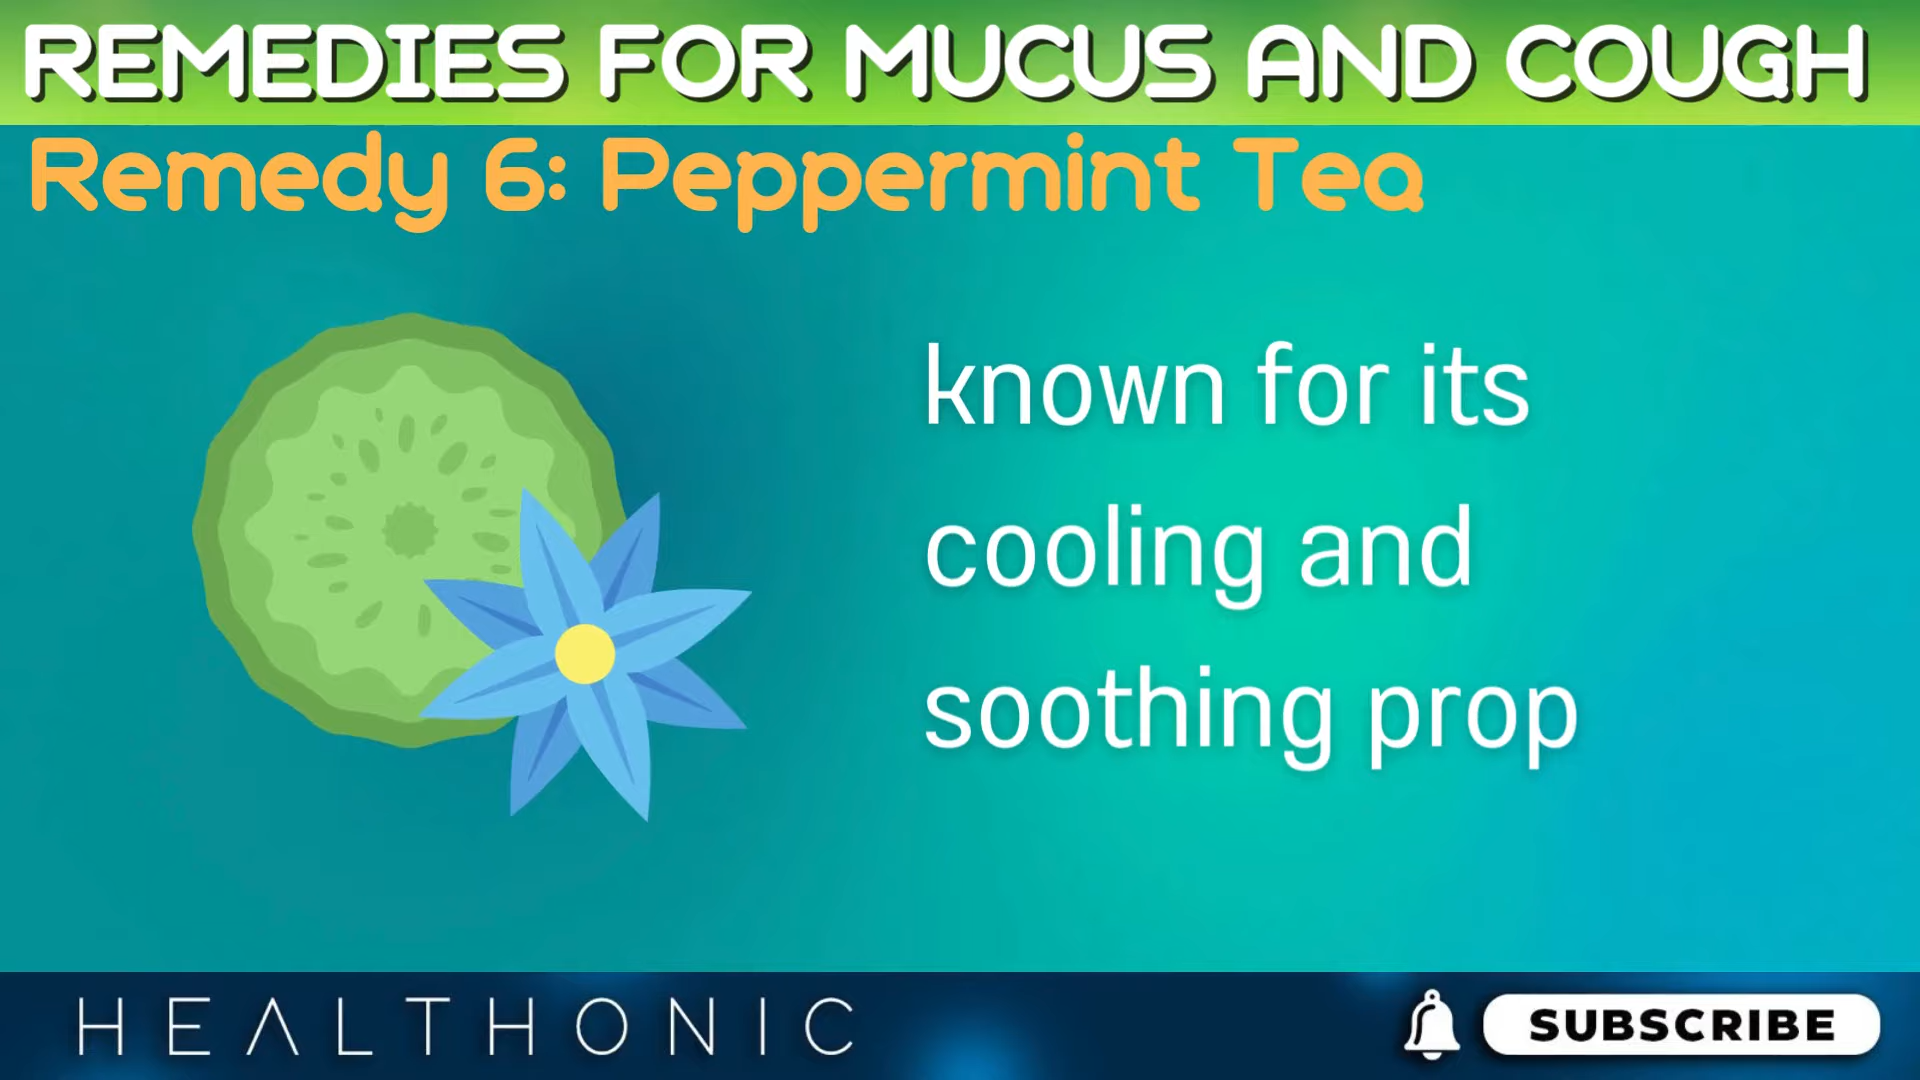 REMEDIES FOR MUCUS AND COUGH
Remedy 6: Peppermint Tea
known for its
cooling and
soothing prop
HEALTHONIC
SUBSCRIBE